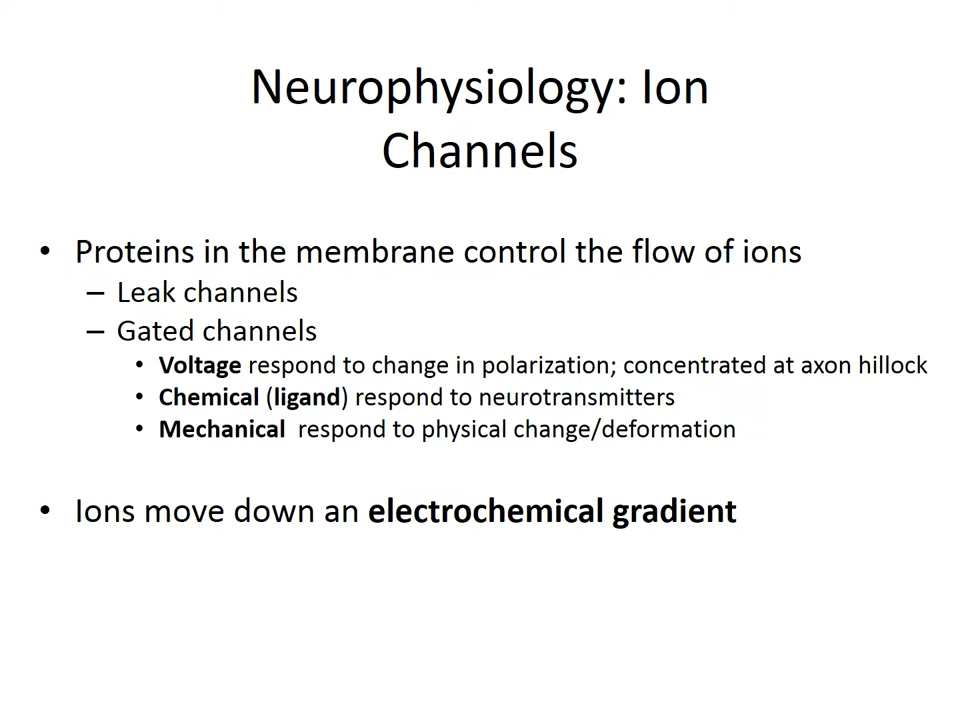 Neurophysiology: Ion
Channels
• Proteins in the membrane control the flow of ions
– Leak channels
– Gated channels
• Voltage respond to change in polarization; concentrated at axon hillock
• Chemical (ligand) respond to neurotransmitters
• Mechanical  respond to physical change/deformation
• Ions move down an electrochemical gradient